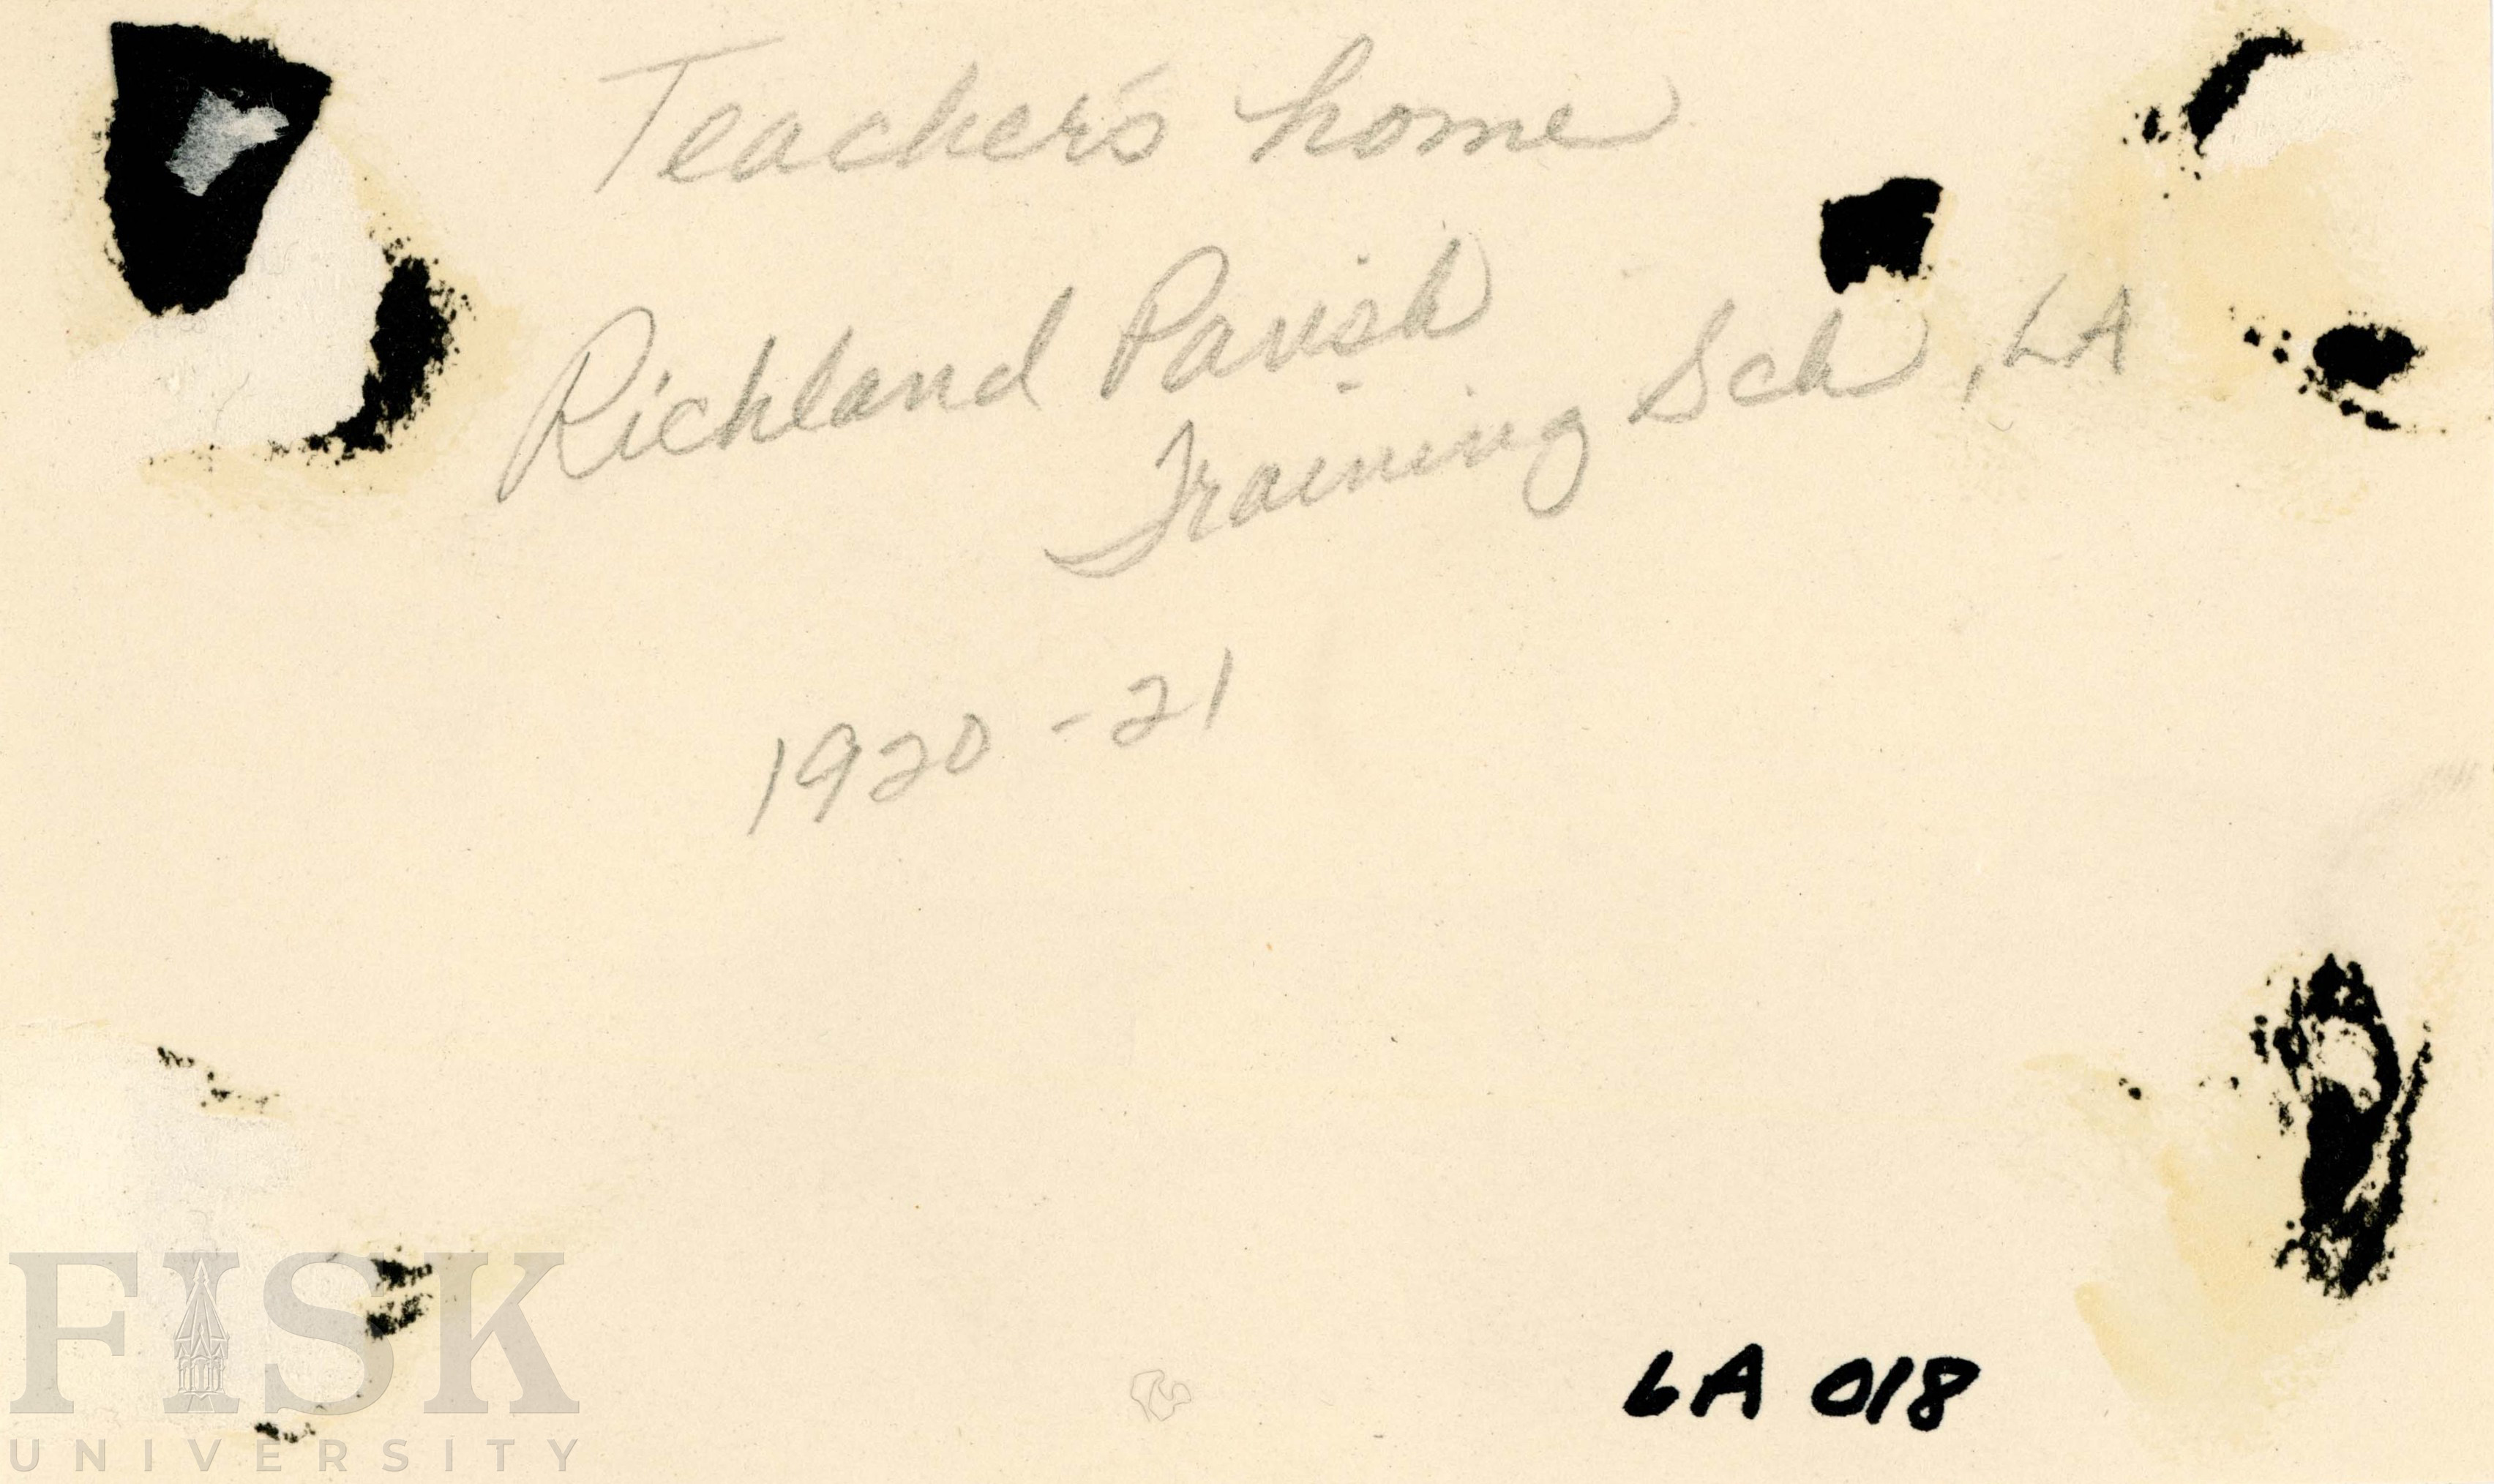 Teacher's home
Richland Parish
Training Sch, LA
1920-21
LA 018
FISK
UNIVERSITY